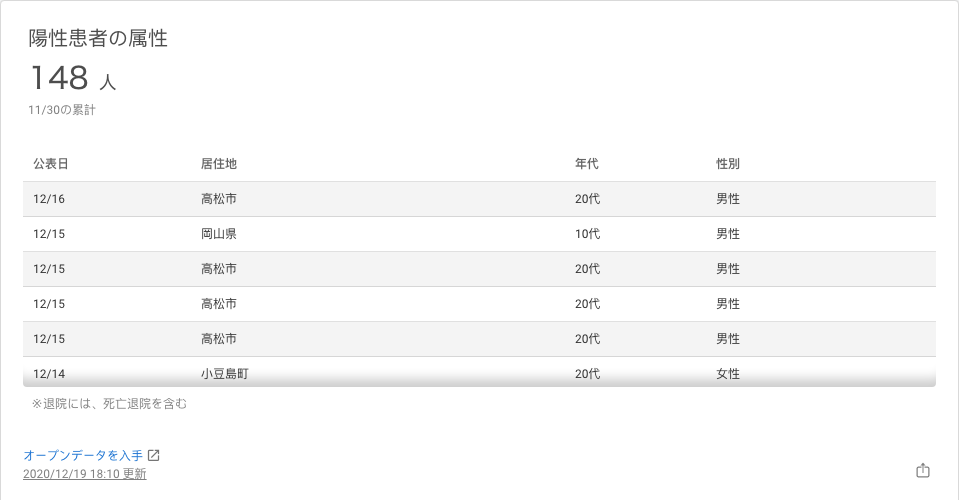 陽性患者の属性
148 人
11/30の累計
公表日 居住地 年代 性別
12/16 高松市 20代 男性
12/15 岡山県 10代 男性
12/15 高松市 20代 男性
12/15 高松市 20代 男性
12/15 高松市 20代 男性
12/14 小豆島町 20代 女性
※退院には、死亡退院を含む
オープンデータを入手
2020/12/19 18:10 更新